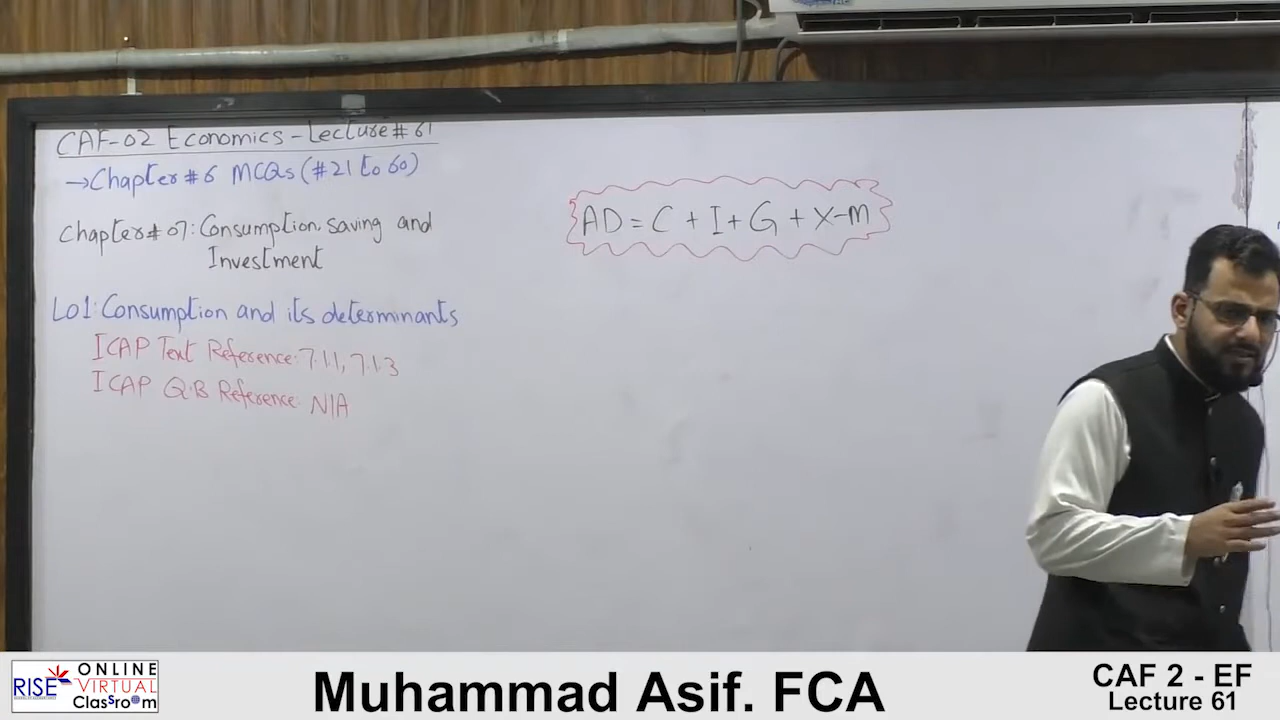 CAF-02 Economics - Lecture # 61
→Chapter # 6 MCQs (#21 to 60)
Chapter # 07: Consumption, Saving and
Investment
LO1: Consumption and its determinants
ICAP Text Reference: 7.1.1, 7.1.3
ICAP Q.B Reference: N/A
AD = C + I + G + X-M
RISE
ONLINE
VIRTUAL
Classroom
Muhammad Asif. FCA
CAF 2 - EF
Lecture 61